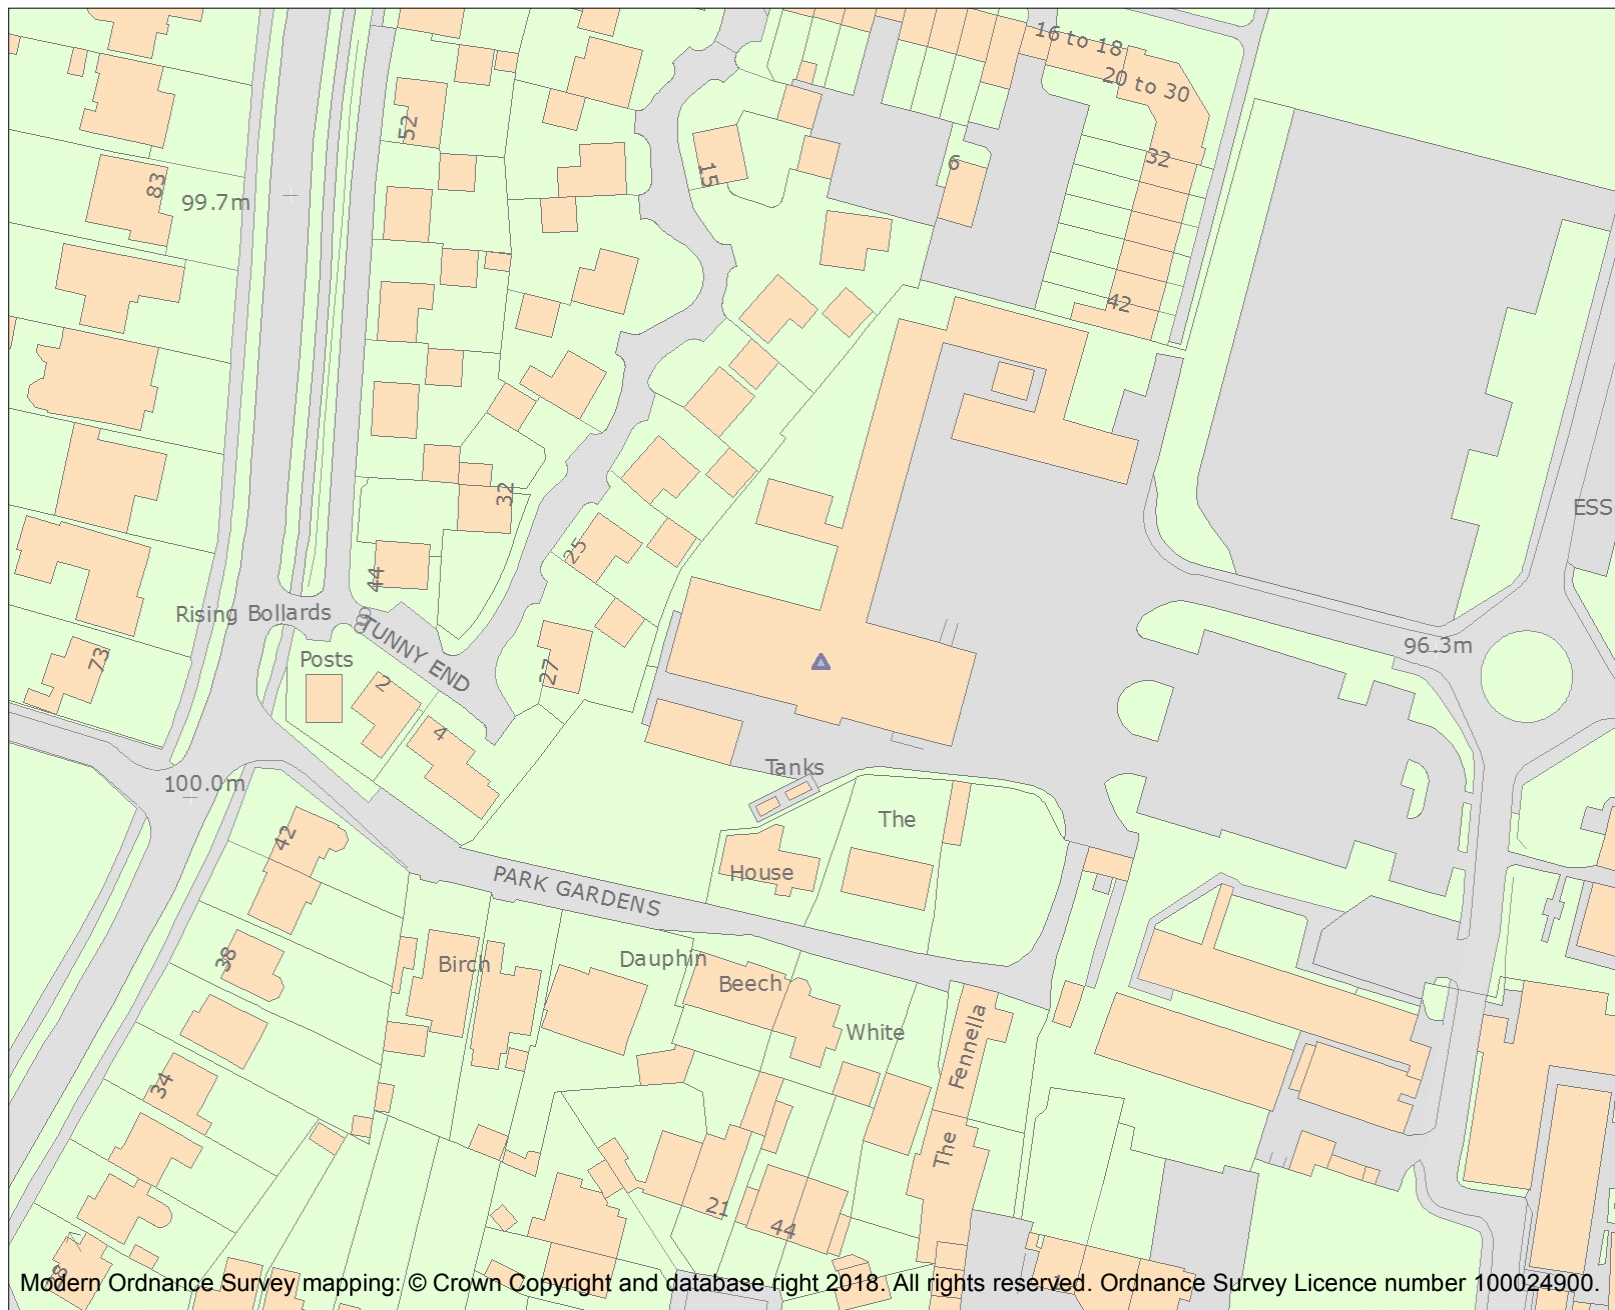 16 to 18
20 to 30
52
15
6
32
83
99.7m
42
32
ESS
25
44
Rising Bollards
TUNNY END
96.3m
73
Posts
27
2
4
Tanks
100.0m
The
42
House
PARK GARDENS
38
Birch
Dauphin
Beech
White
Fennella
34
The
21
44
Modern Ordnance Survey mapping: © Crown Copyright and database right 2018. All rights reserved. Ordnance Survey Licence number 100024900.